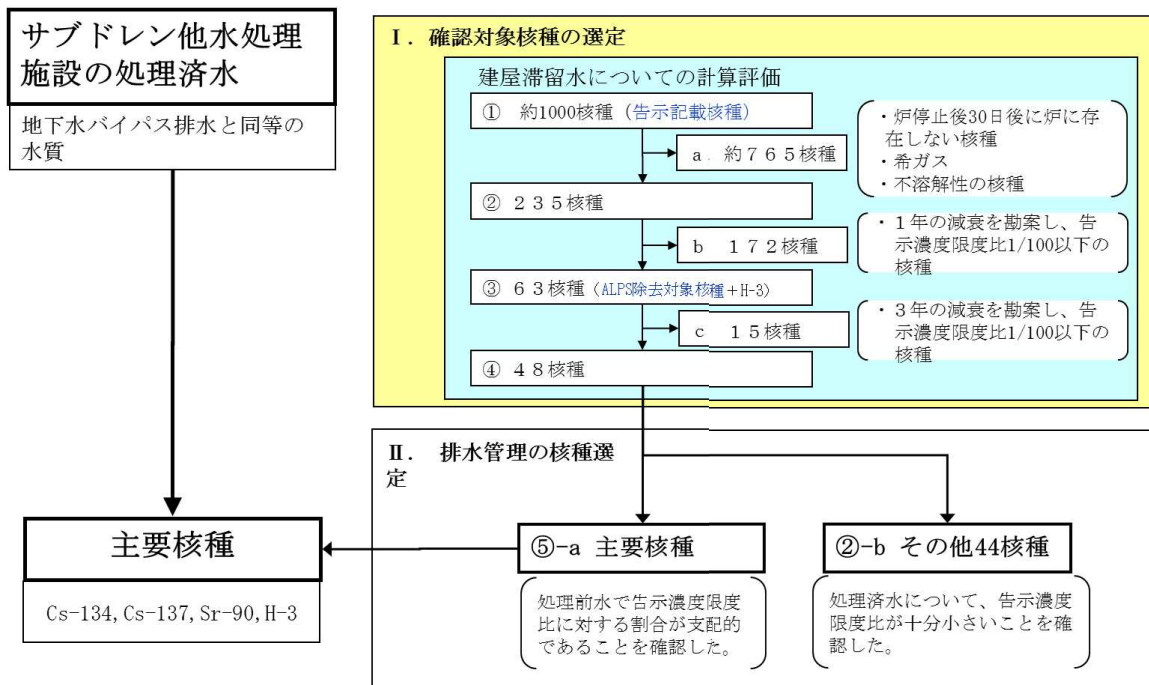 サブドレン他水処理
施設の処理済水
地下水バイパス排水と同等の
水質
Ⅰ. 確認対象核種の選定
建屋滞留水についての計算評価
① 約1000核種（告示記載核種）
a. 約765核種
・炉停止後30日後に炉に存
在しない核種
・希ガス
・不溶解性の核種
② 235核種
b 172核種
・1年の減衰を勘案し、告
示濃度限度比1/100以下の
核種
③ 63核種（ALPS除去対象核種＋H-3）
c 15核種
・3年の減衰を勘案し、告
示濃度限度比1/100以下の
核種
④ 48核種
Ⅱ. 排水管理の核種選
定
主要核種
Cs-134,Cs-137,Sr-90,H-3
⑤-a 主要核種
処理前水で告示濃度限度
比に対する割合が支配的
であることを確認した。
②-b その他44核種
処理済水について、告示濃度
限度比が十分小さいことを確
認した。